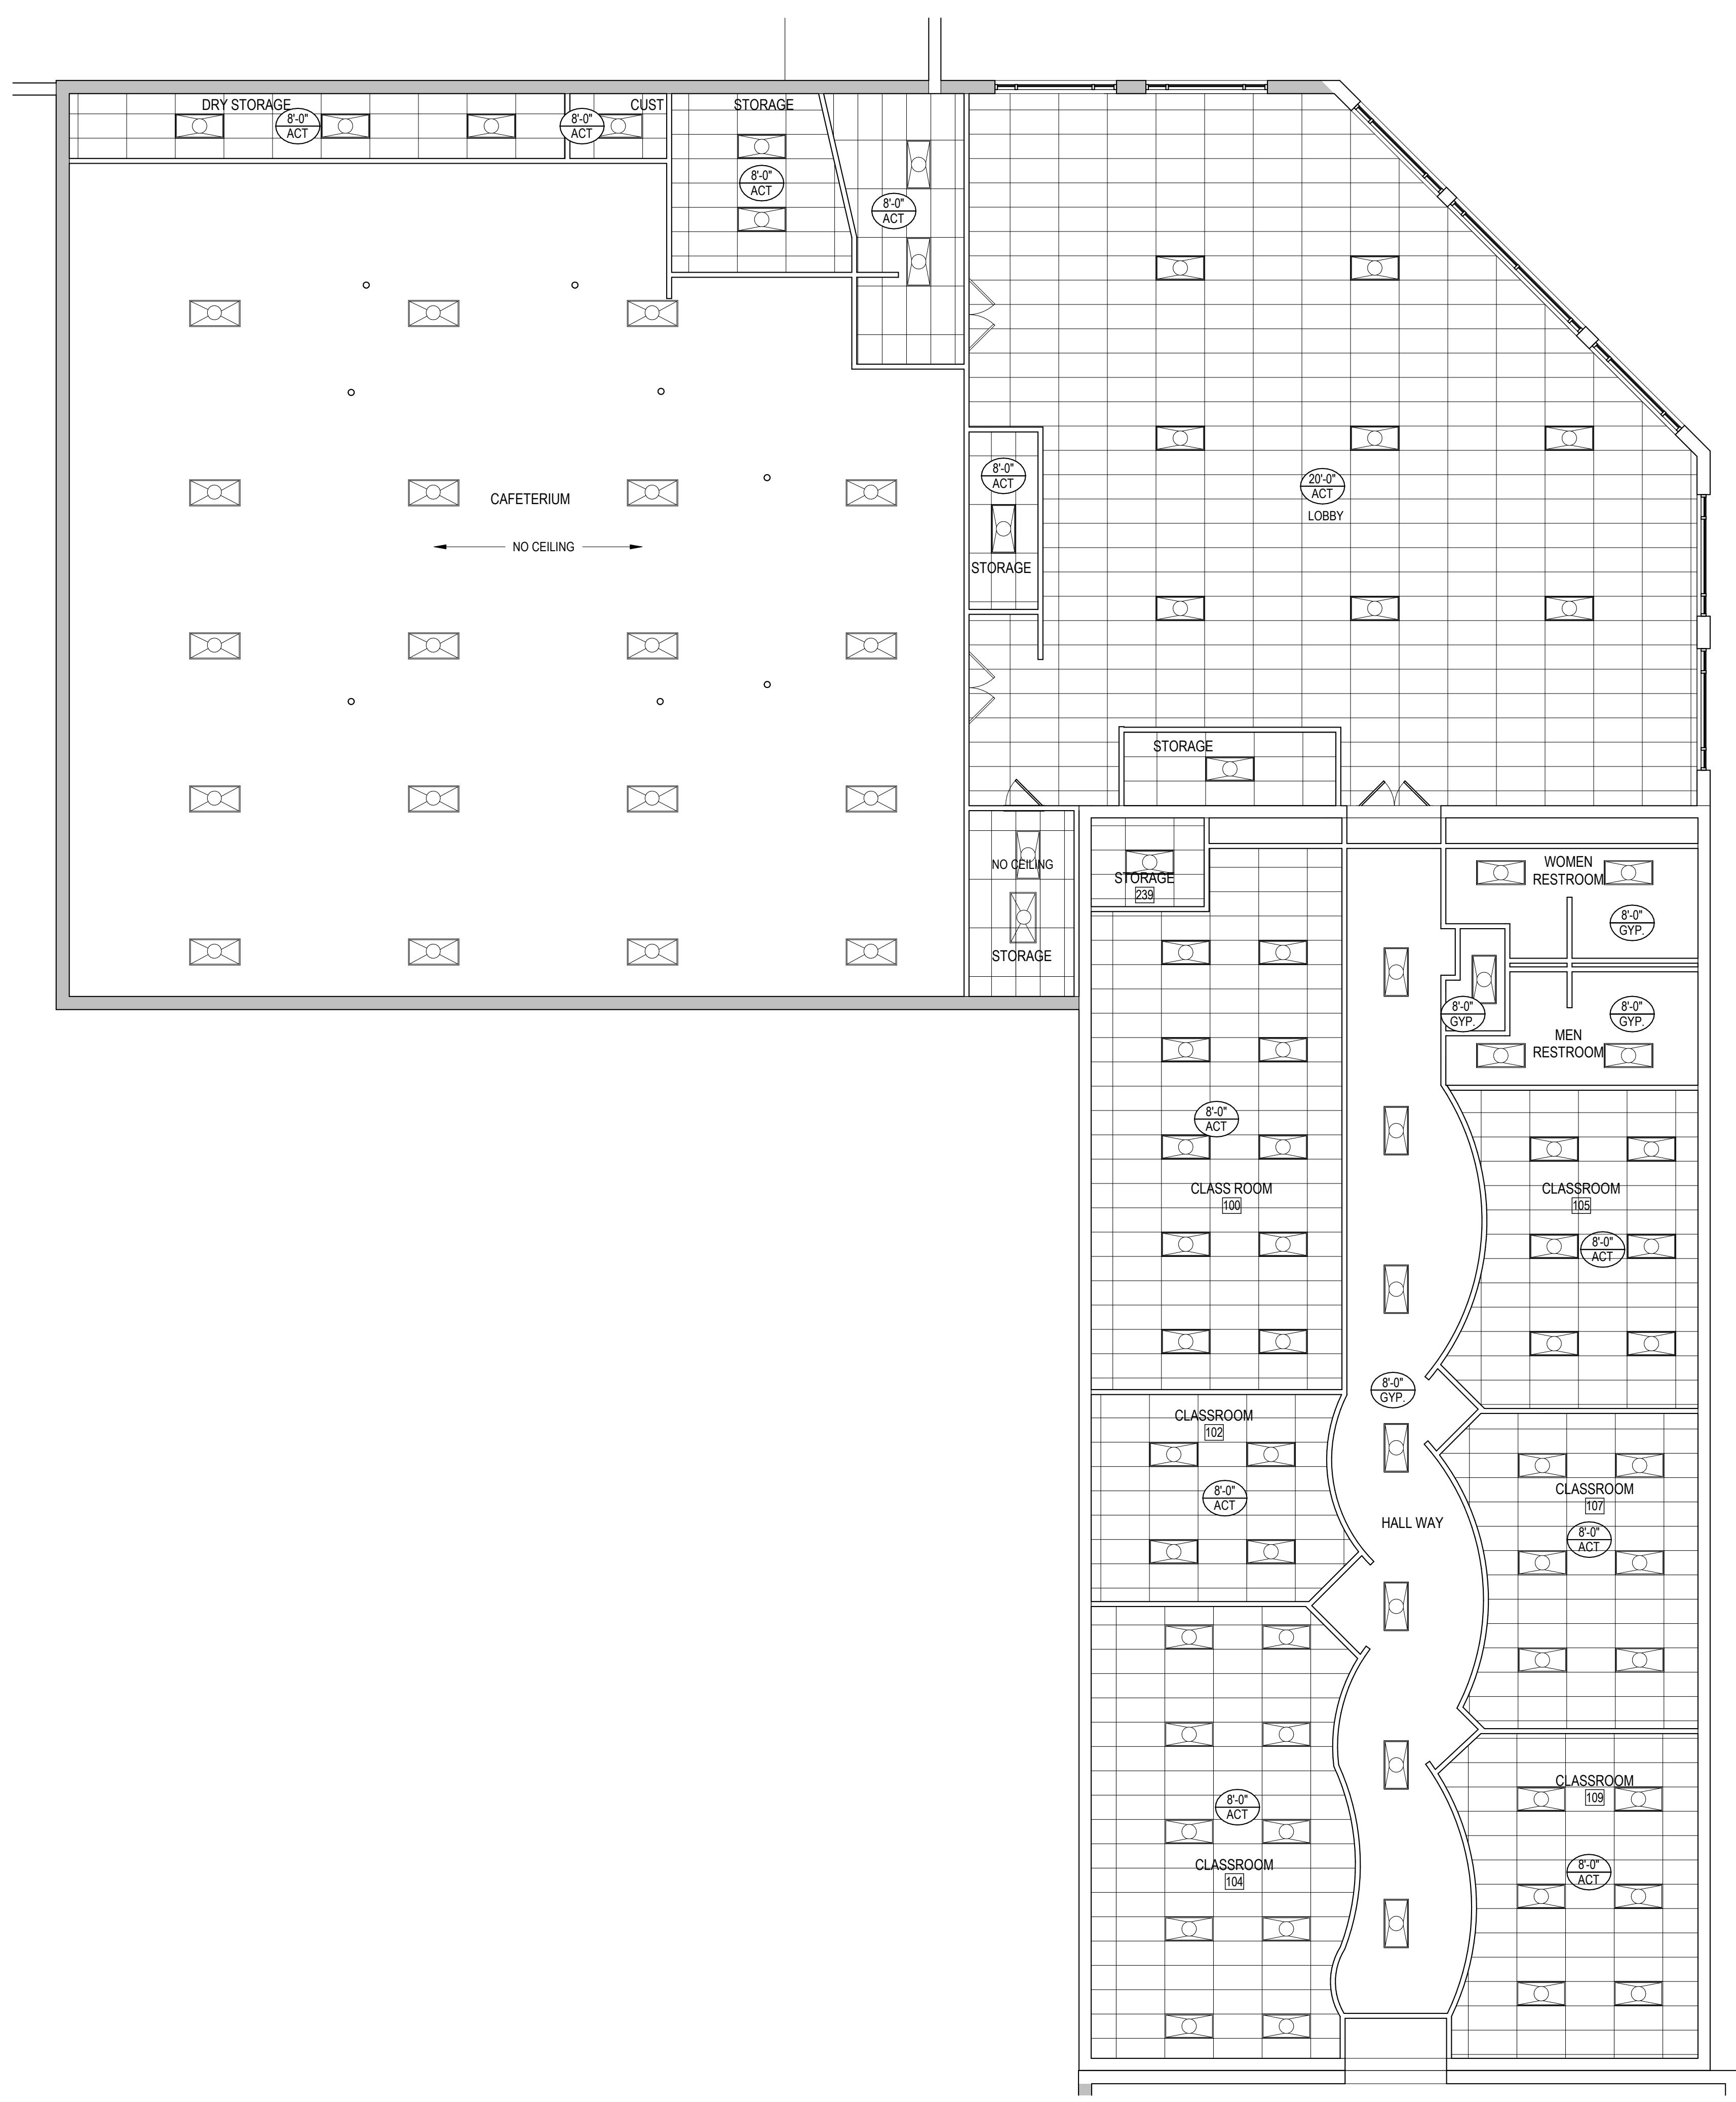 DRY STORAGE
8'-0"
ACT
CUST
8'-0"
ACT
STORAGE
8'-0"
ACT
8'-0"
ACT
CAFETERIUM
NO CEILING
8'-0"
ACT
STORAGE
20'-0"
ACT
LOBBY
STORAGE
NO CEILING
STORAGE
STORAGE
239
WOMEN
RESTROOM
8'-0"
GYP.
8'-0"
GYP.
8'-0"
GYP.
MEN
RESTROOM
8'-0"
ACT
CLASS ROOM
100
CLASSROOM
105
8'-0"
ACT
8'-0"
GYP.
CLASSROOM
102
8'-0"
ACT
HALL WAY
CLASSROOM
107
8'-0"
ACT
8'-0"
ACT
CLASSROOM
104
CLASSROOM
109
8'-0"
ACT